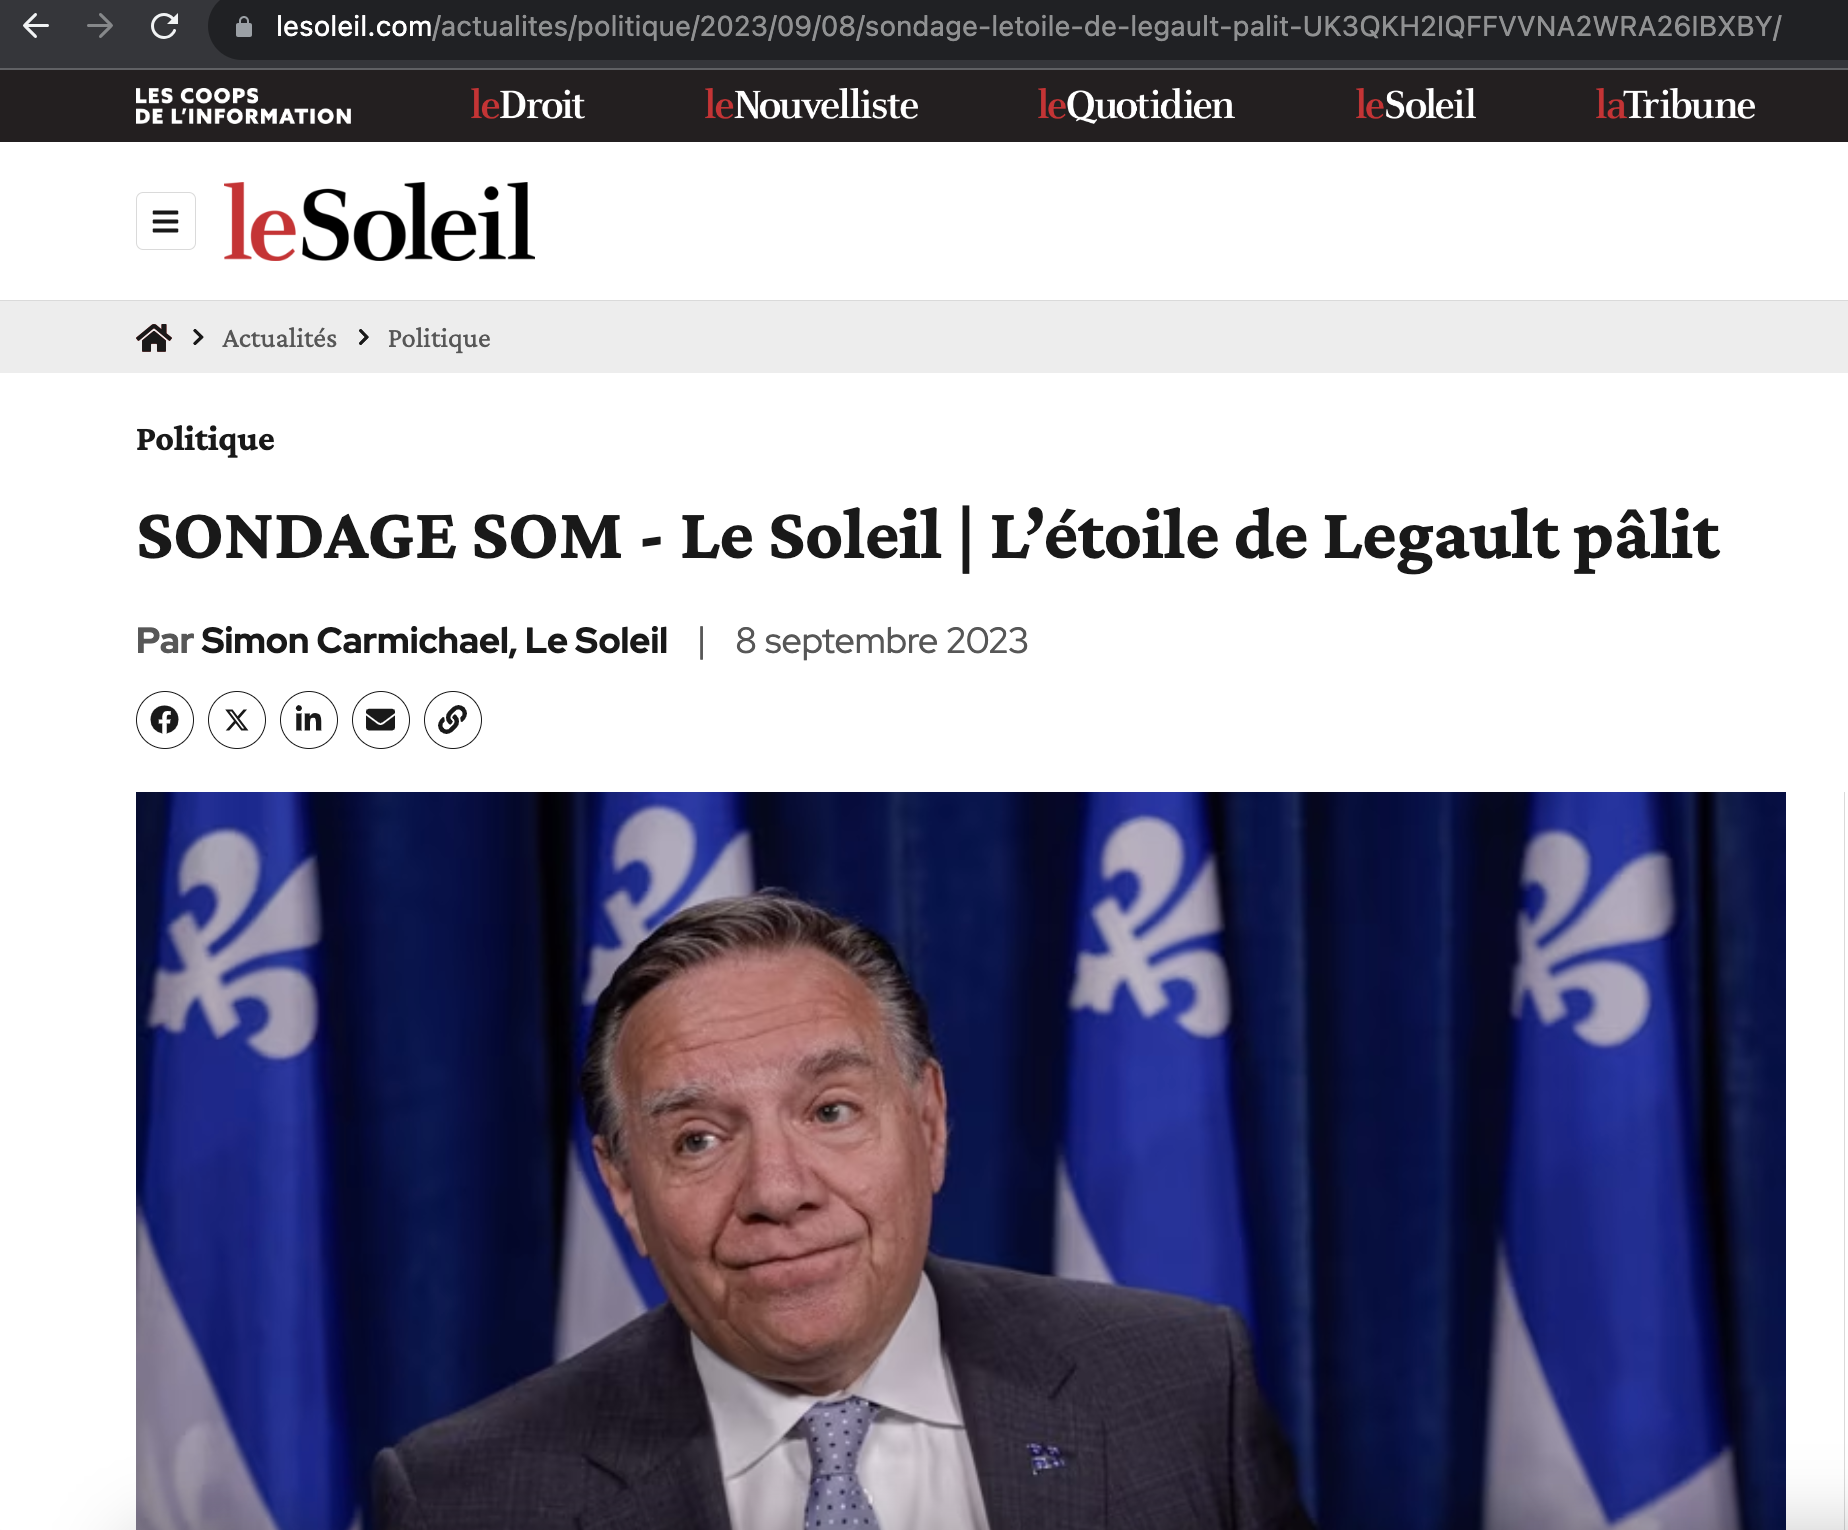 lesoleil.com/actualites/politique/2023/09/08/sondage-letoile-de-legault-palit-UK3QKH2IQFFVVNA2WRA26IBXBY/
LES COOPS
DE L’INFORMATION
leDroit
leNouvelliste
leQuotidien
leSoleil
laTribune
leSoleil
Actualités
Politique
Politique
SONDAGE SOM - Le Soleil | L’étoile de Legault pâlit
Par Simon Carmichael, Le Soleil | 8 septembre 2023